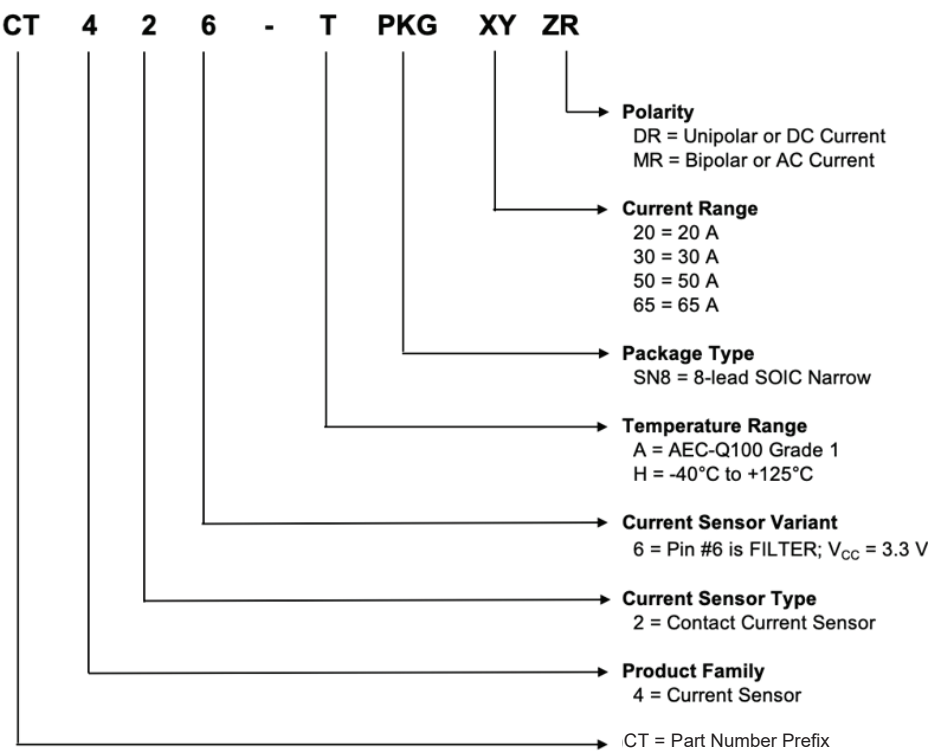 CT 4 2 6 - T PKG XY ZR
Polarity
DR = Unipolar or DC Current
MR = Bipolar or AC Current
Current Range
20 = 20 A
30 = 30 A
50 = 50 A
65 = 65 A
Package Type
SN8 = 8-lead SOIC Narrow
Temperature Range
A = AEC-Q100 Grade 1
H = -40°C to +125°C
Current Sensor Variant
6 = Pin #6 is FILTER; VCC = 3.3 V
Current Sensor Type
2 = Contact Current Sensor
Product Family
4 = Current Sensor
CT = Part Number Prefix